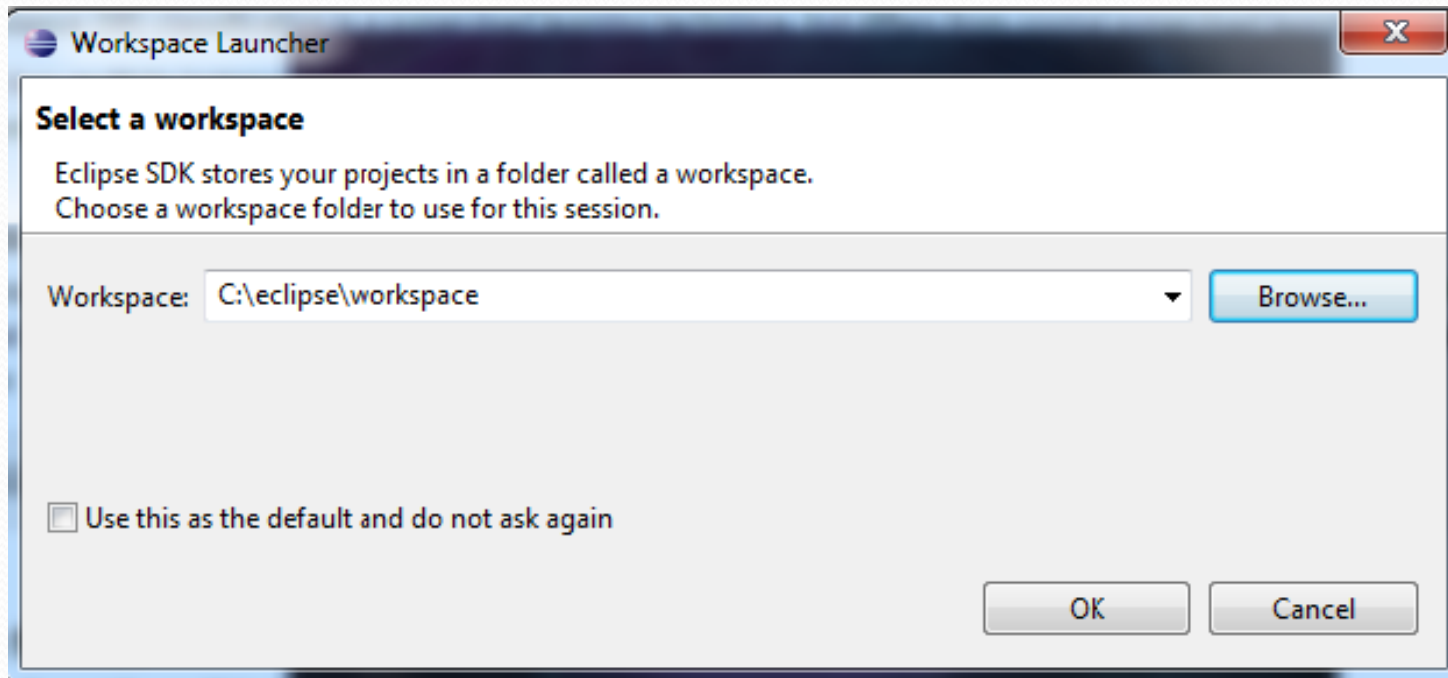 Workspace Launcher
Select a workspace
Eclipse SDK stores your projects in a folder called a workspace.
Choose a workspace folder to use for this session.
Workspace: C:\eclipse\workspace Browse...
Use this as the default and do not ask again
OK Cancel